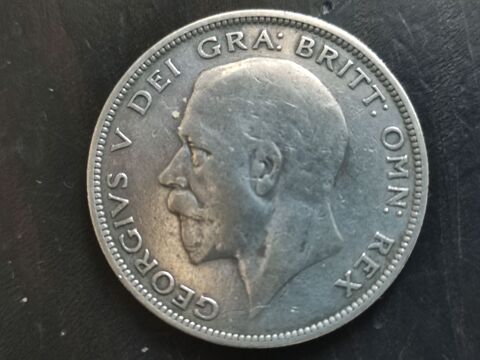 GEORGIVS V DEI GRA: BRITT: OMN: REX